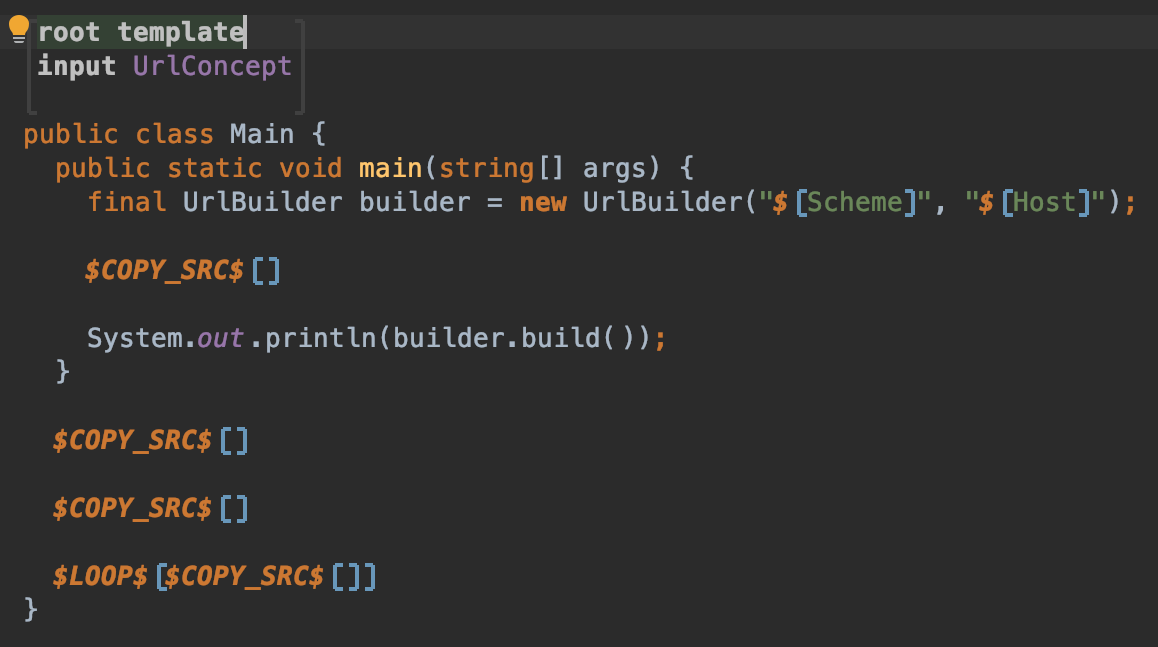 root template
input UrlConcept
public class Main {
public static void main(string[] args) {
final UrlBuilder builder = new UrlBuilder("$[Scheme]", "$[Host]");
$COPY_SRC$[]
System.out.println(builder.build());
}
$COPY_SRC$[]
$COPY_SRC$[]
$LOOP$[$COPY_SRC$[]]
}